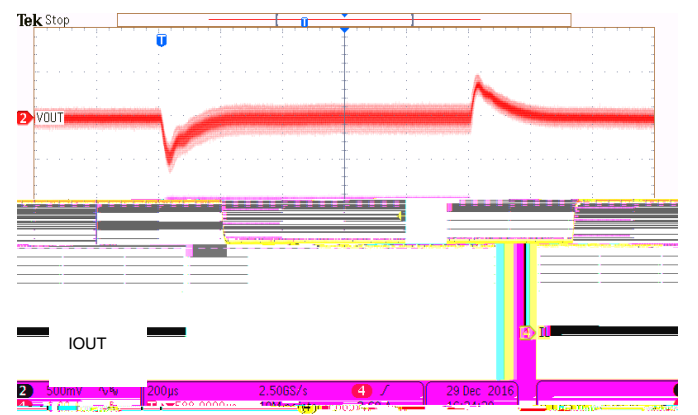 Tek Stop
T
T
2 VOUT
IOUT
2 500mV 200µs 2.50GS/s 4 29 Dec 2016